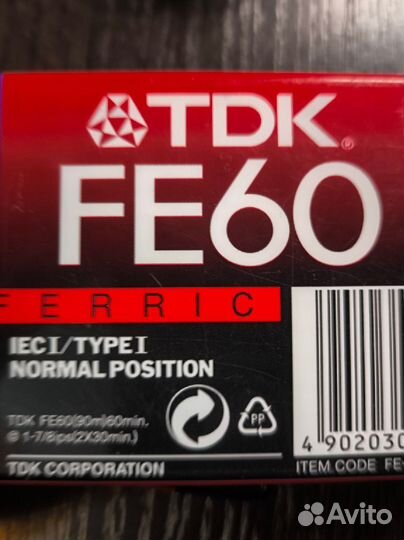 TDK®
FE60
FERRIC
IEC I/TYPE I
NORMAL POSITION
TDK FE60(90m)60min.
@ 1-7/8ips(2X30min.)
TDK CORPORATION
PP
4 902030
ITEM CODE FE-
Avito